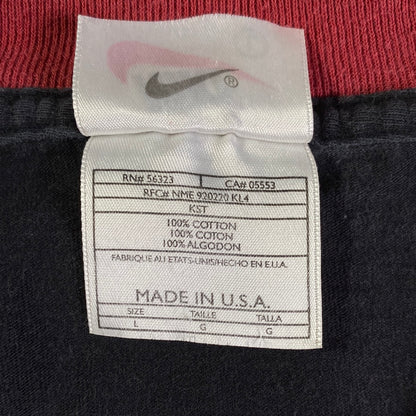 ®
RN# 56323 CA# 05553
RFC# NME 920220 KL4
KST
100% COTTON
100% COTON
100% ALGODON
FABRIQUE AU ETATS-UNIS/HECHO EN E.U.A.
MADE IN U.S.A.
SIZE TAILLE TALLE
L G G